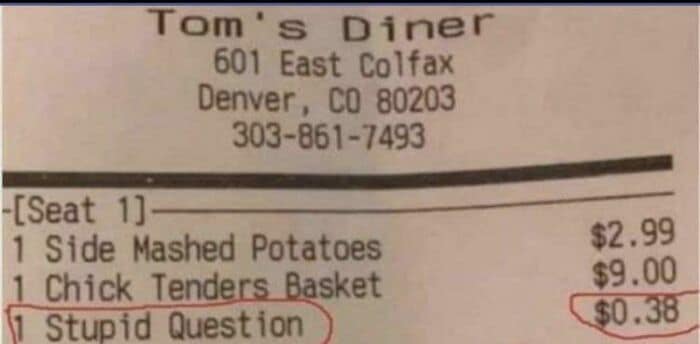 Tom's Diner
601 East Colfax
Denver, CO 80203
303-861-7493
-[Seat 1]-
1 Side Mashed Potatoes $2.99
1 Chick Tenders Basket $9.00
1 Stupid Question $0.38